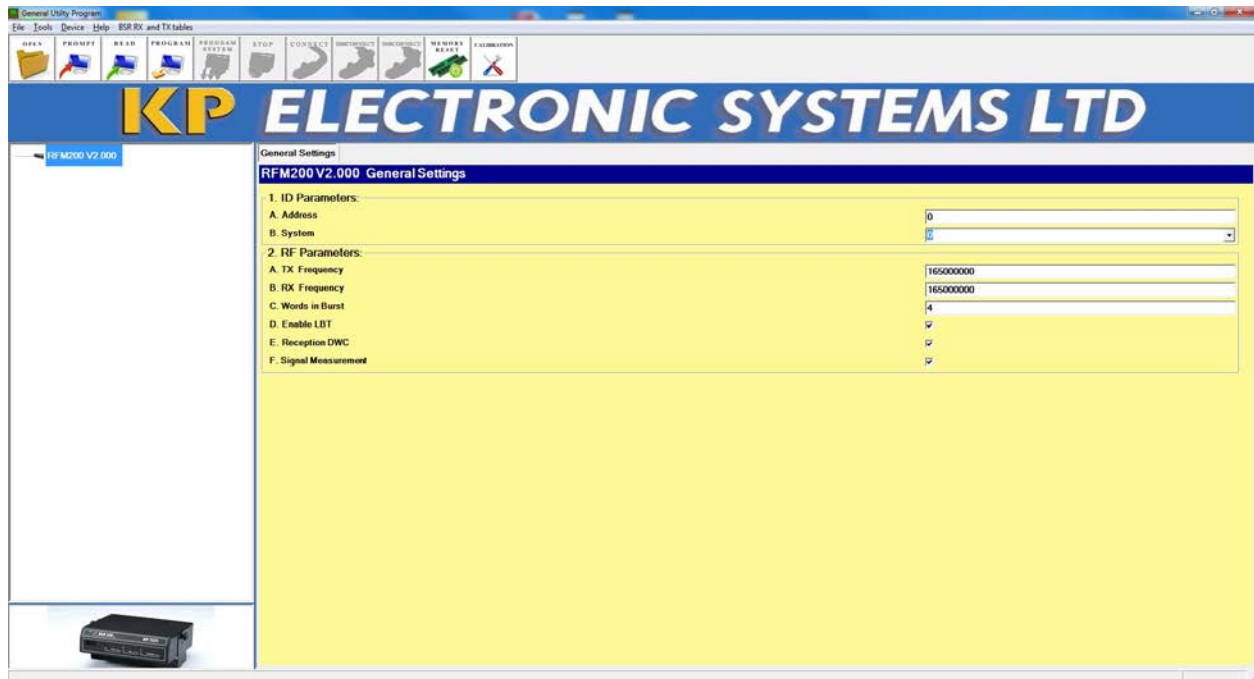 General Utility Program
File Tools Device Help BSR RX and TX tables
OPEN PROMPT READ PROGRAM PROGRAM SYSTEM STOP CONNECT DISCONNECT DISCONNECT MEMORY RESET CALIBRATION
KP ELECTRONIC SYSTEMS LTD
RFM200 V2.000
General Settings
RFM200 V2.000 General Settings
1. ID Parameters:
A. Address 0
B. System 0
2. RF Parameters:
A. TX Frequency 165000000
B. RX Frequency 165000000
C. Words in Burst 4
D. Enable LBT
E. Reception DWC
F. Signal Measurement